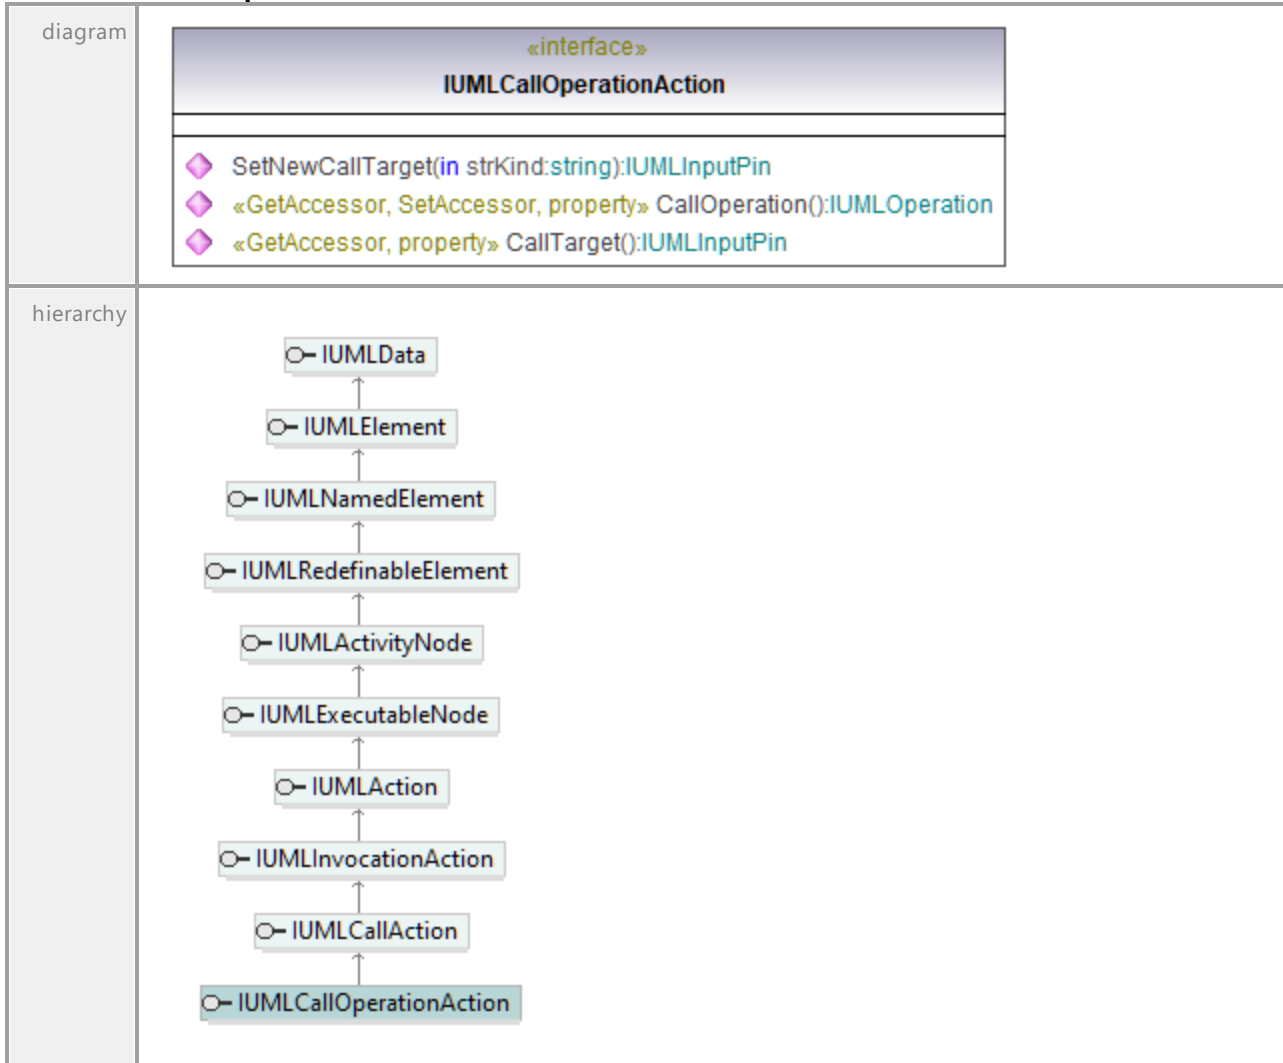 diagram
«interface»
IUMLCallOperationAction
SetNewCallTarget(in strKind:string):IUMLInputPin
«GetAccessor, SetAccessor, property» CallOperation():IUMLOperation
«GetAccessor, property» CallTarget():IUMLInputPin
hierarchy
IUMLData
IUMLElement
IUMLNamedElement
IUMLRedefinableElement
IUMLActivityNode
IUMLExecutableNode
IUMLAction
IUMLInvocationAction
IUMLCallAction
IUMLCallOperationAction